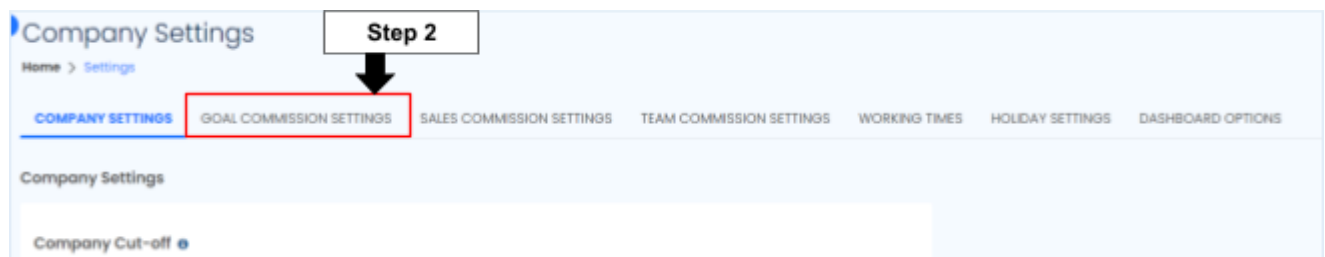 Company Settings
Step 2
Home > Settings
COMPANY SETTINGS GOAL COMMISSION SETTINGS SALES COMMISSION SETTINGS TEAM COMMISSION SETTINGS WORKING TIMES HOLIDAY SETTINGS DASHBOARD OPTIONS
Company Settings
Company Cut-off